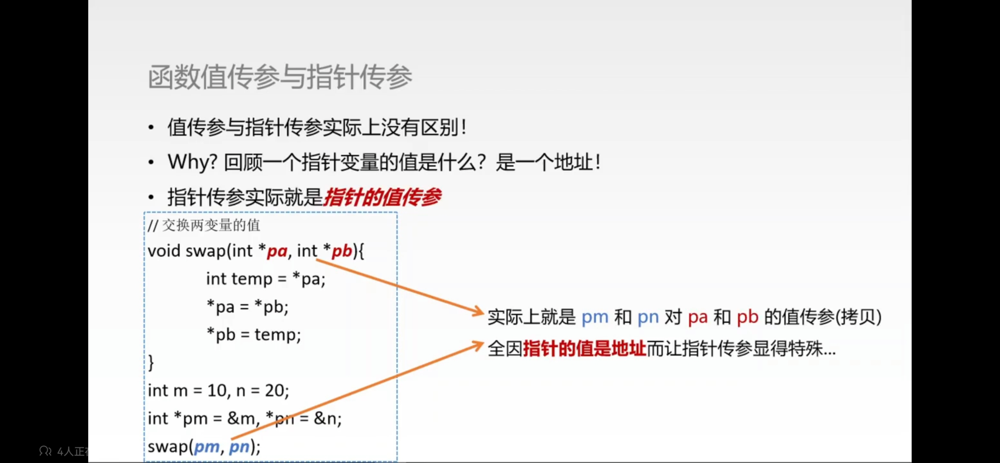 函数值传参与指针传参
• 值传参与指针传参实际上没有区别！
• Why? 回顾一个指针变量的值是什么？是一个地址！
• 指针传参实际就是指针的值传参
// 交换两变量的值
void swap(int *pa, int *pb){
int temp = *pa;
*pa = *pb;
*pb = temp;
}
int m = 10, n = 20;
int *pm = &m, *pn = &n;
swap(pm, pn);
实际上就是 pm 和 pn 对 pa 和 pb 的值传参(拷贝)
全因指针的值是地址而让指针传参显得特殊...
4人正